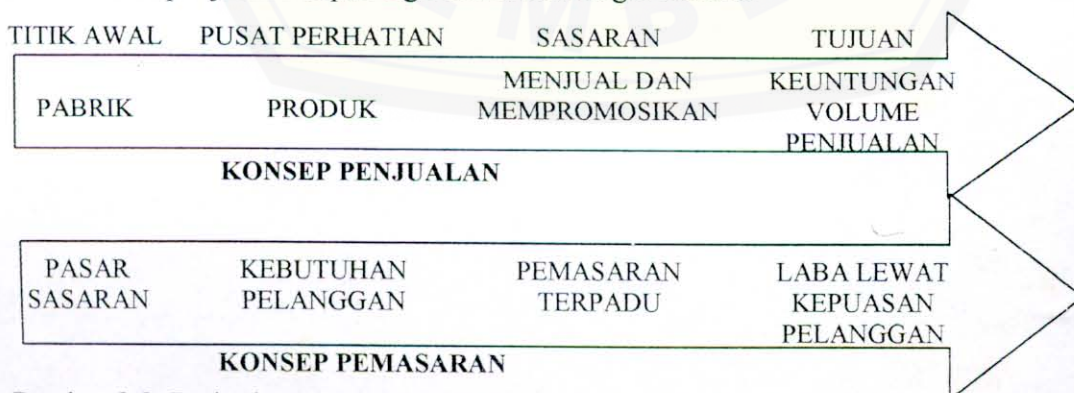 TITIK AWAL PUSAT PERHATIAN SASARAN TUJUAN
PABRIK PRODUK MENJUAL DAN MEMPROMOSIKAN KEUNTUNGAN VOLUME PENJUALAN
KONSEP PENJUALAN
PASAR SASARAN KEBUTUHAN PELANGGAN PEMASARAN TERPADU LABA LEWAT KEPUASAN PELANGGAN
KONSEP PEMASARAN